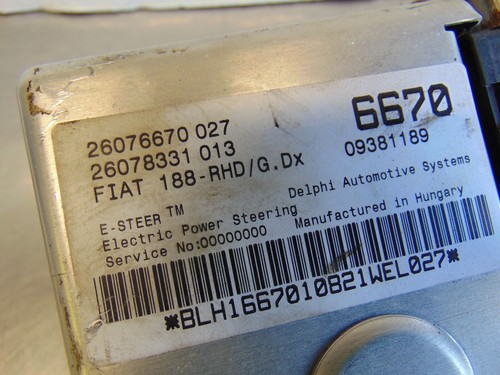 6670
26076670 027
26078331 013
09381189
FIAT 188-RHD/G.Dx
E-STEER TM
Delphi Automotive Systems
Electric Power Steering
Manufactured in Hungary
Service No:00000000
*BLH1667010821WEL027*